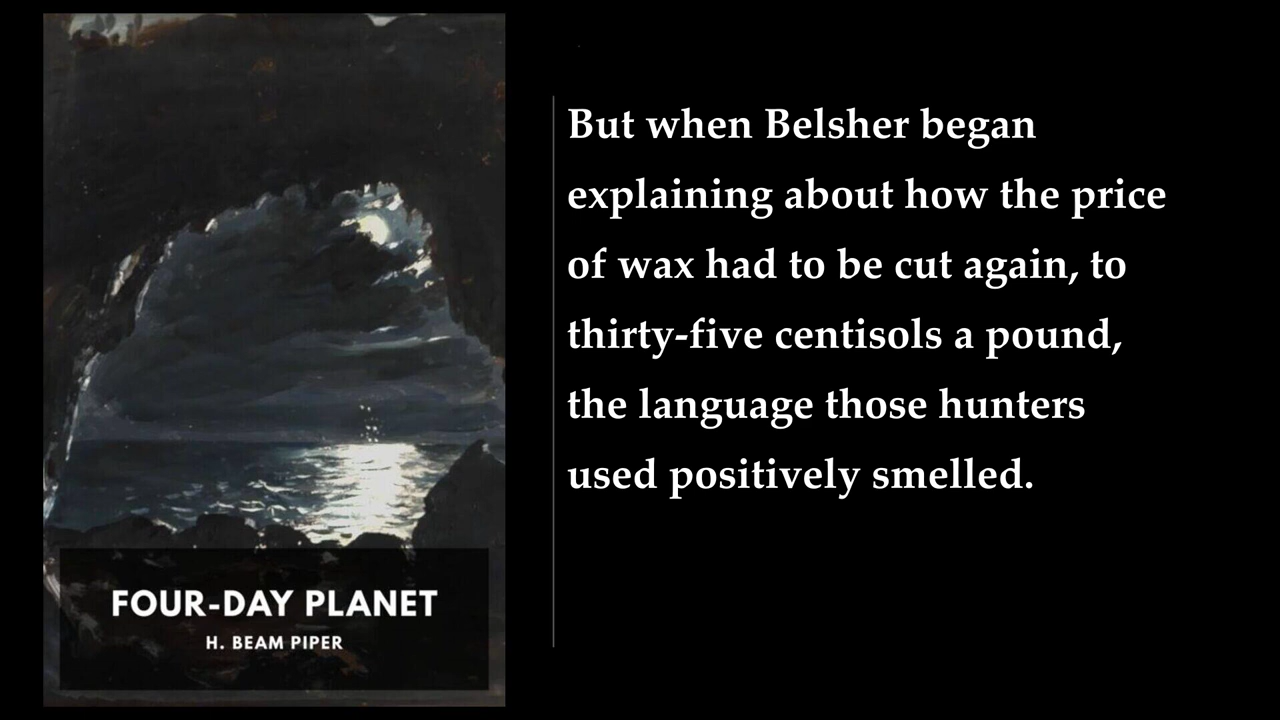 FOUR-DAY PLANET
H. BEAM PIPER
But when Belsher began
explaining about how the price
of wax had to be cut again, to
thirty-five centisols a pound,
the language those hunters
used positively smelled.